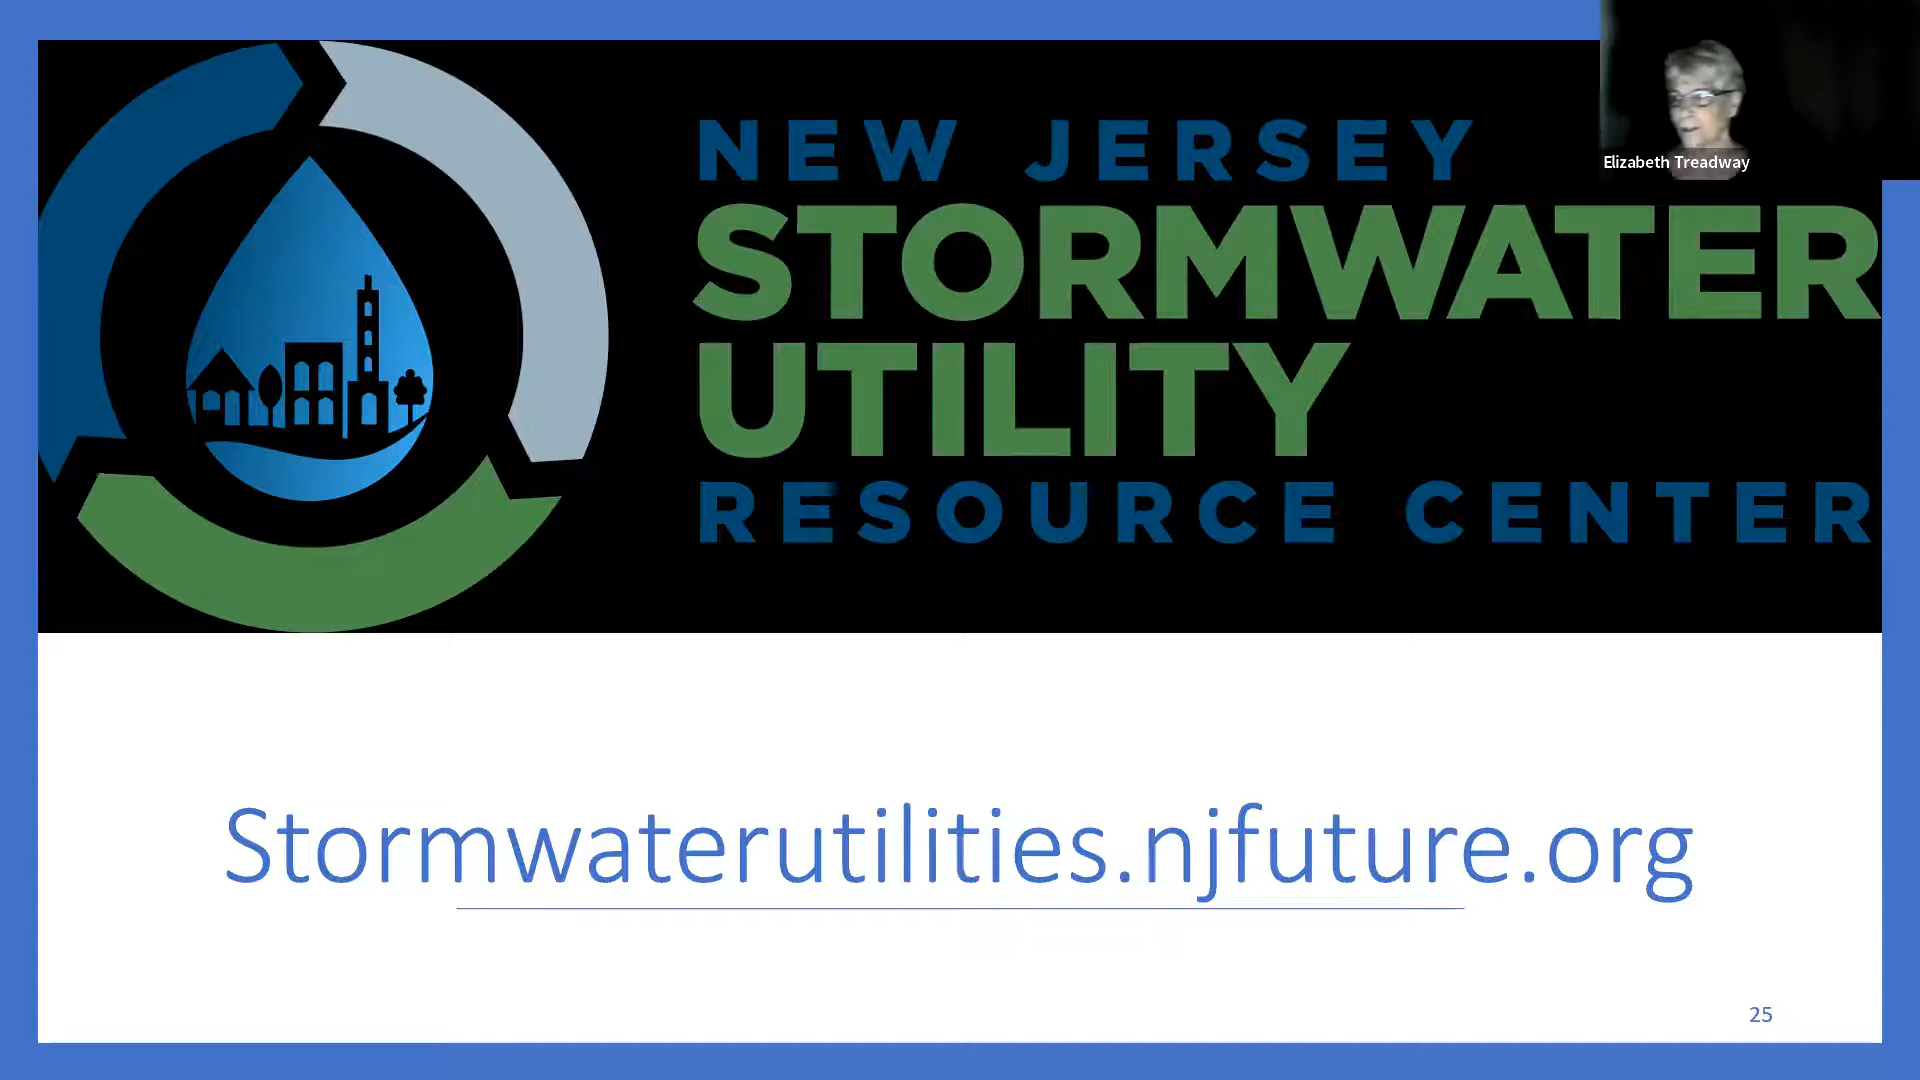 NEW JERSEY
STORMWATER
UTILITY
RESOURCE CENTER
Elizabeth Treadway
Stormwaterutilities.njfuture.org
25